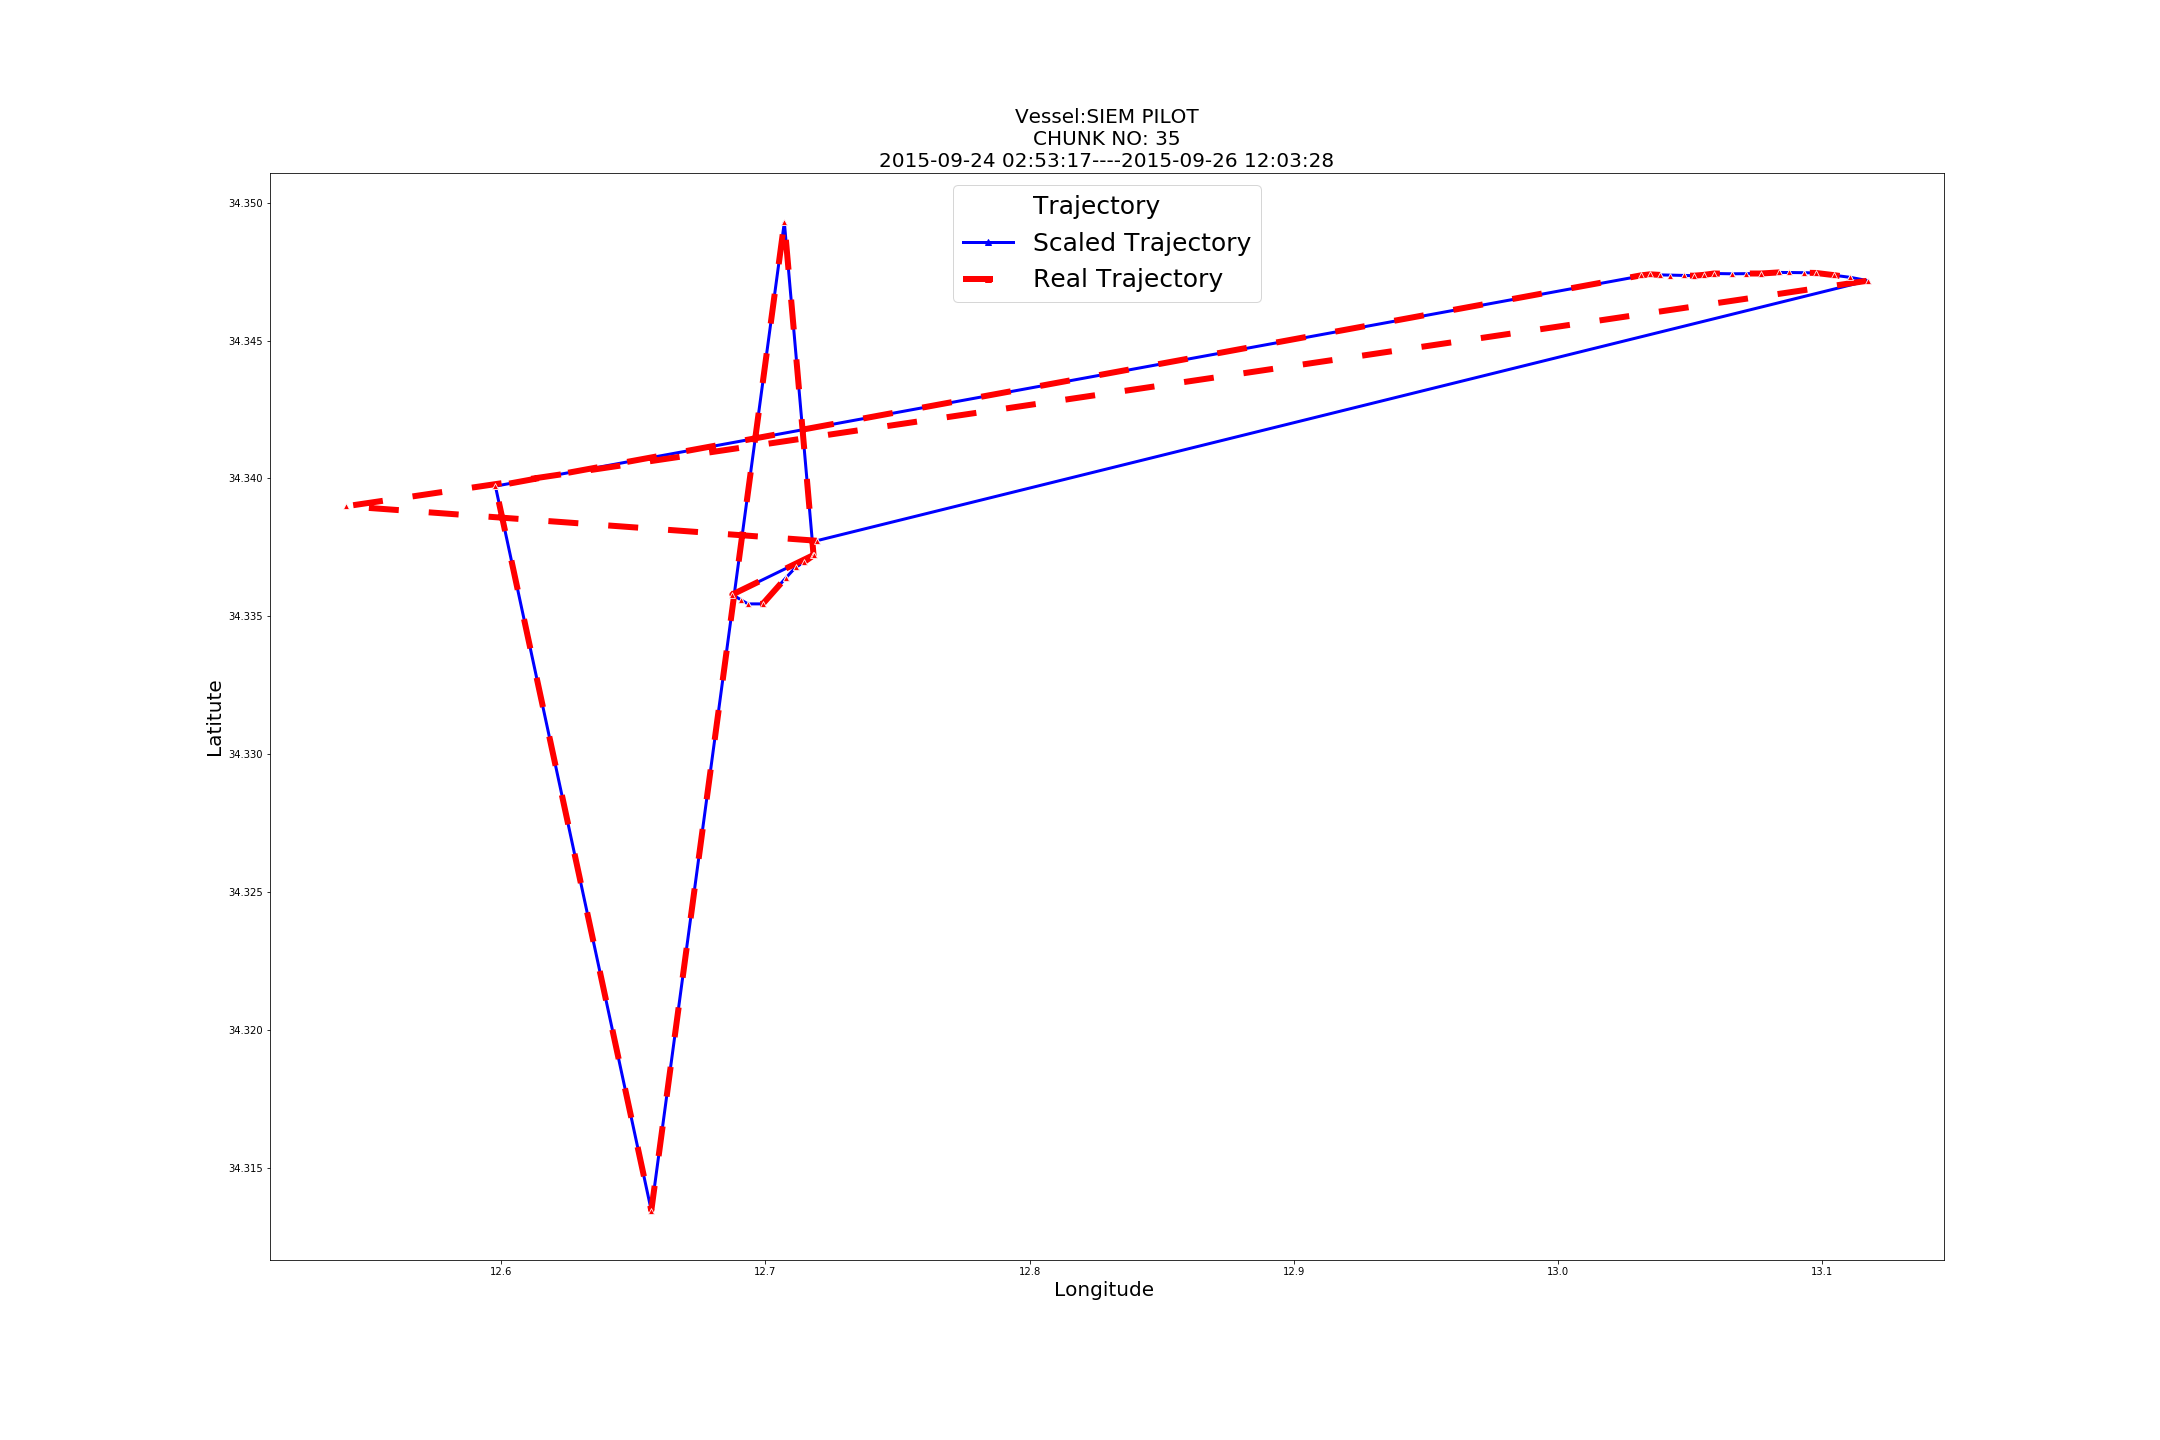 Vessel:SIEM PILOT
CHUNK NO: 35
2015-09-24 02:53:17----2015-09-26 12:03:28
Trajectory
Scaled Trajectory
Real Trajectory
34.350
34.345
34.340
34.335
34.330
34.325
34.320
34.315
Latitute
12.6
12.7
12.8
12.9
13.0
13.1
Longitude